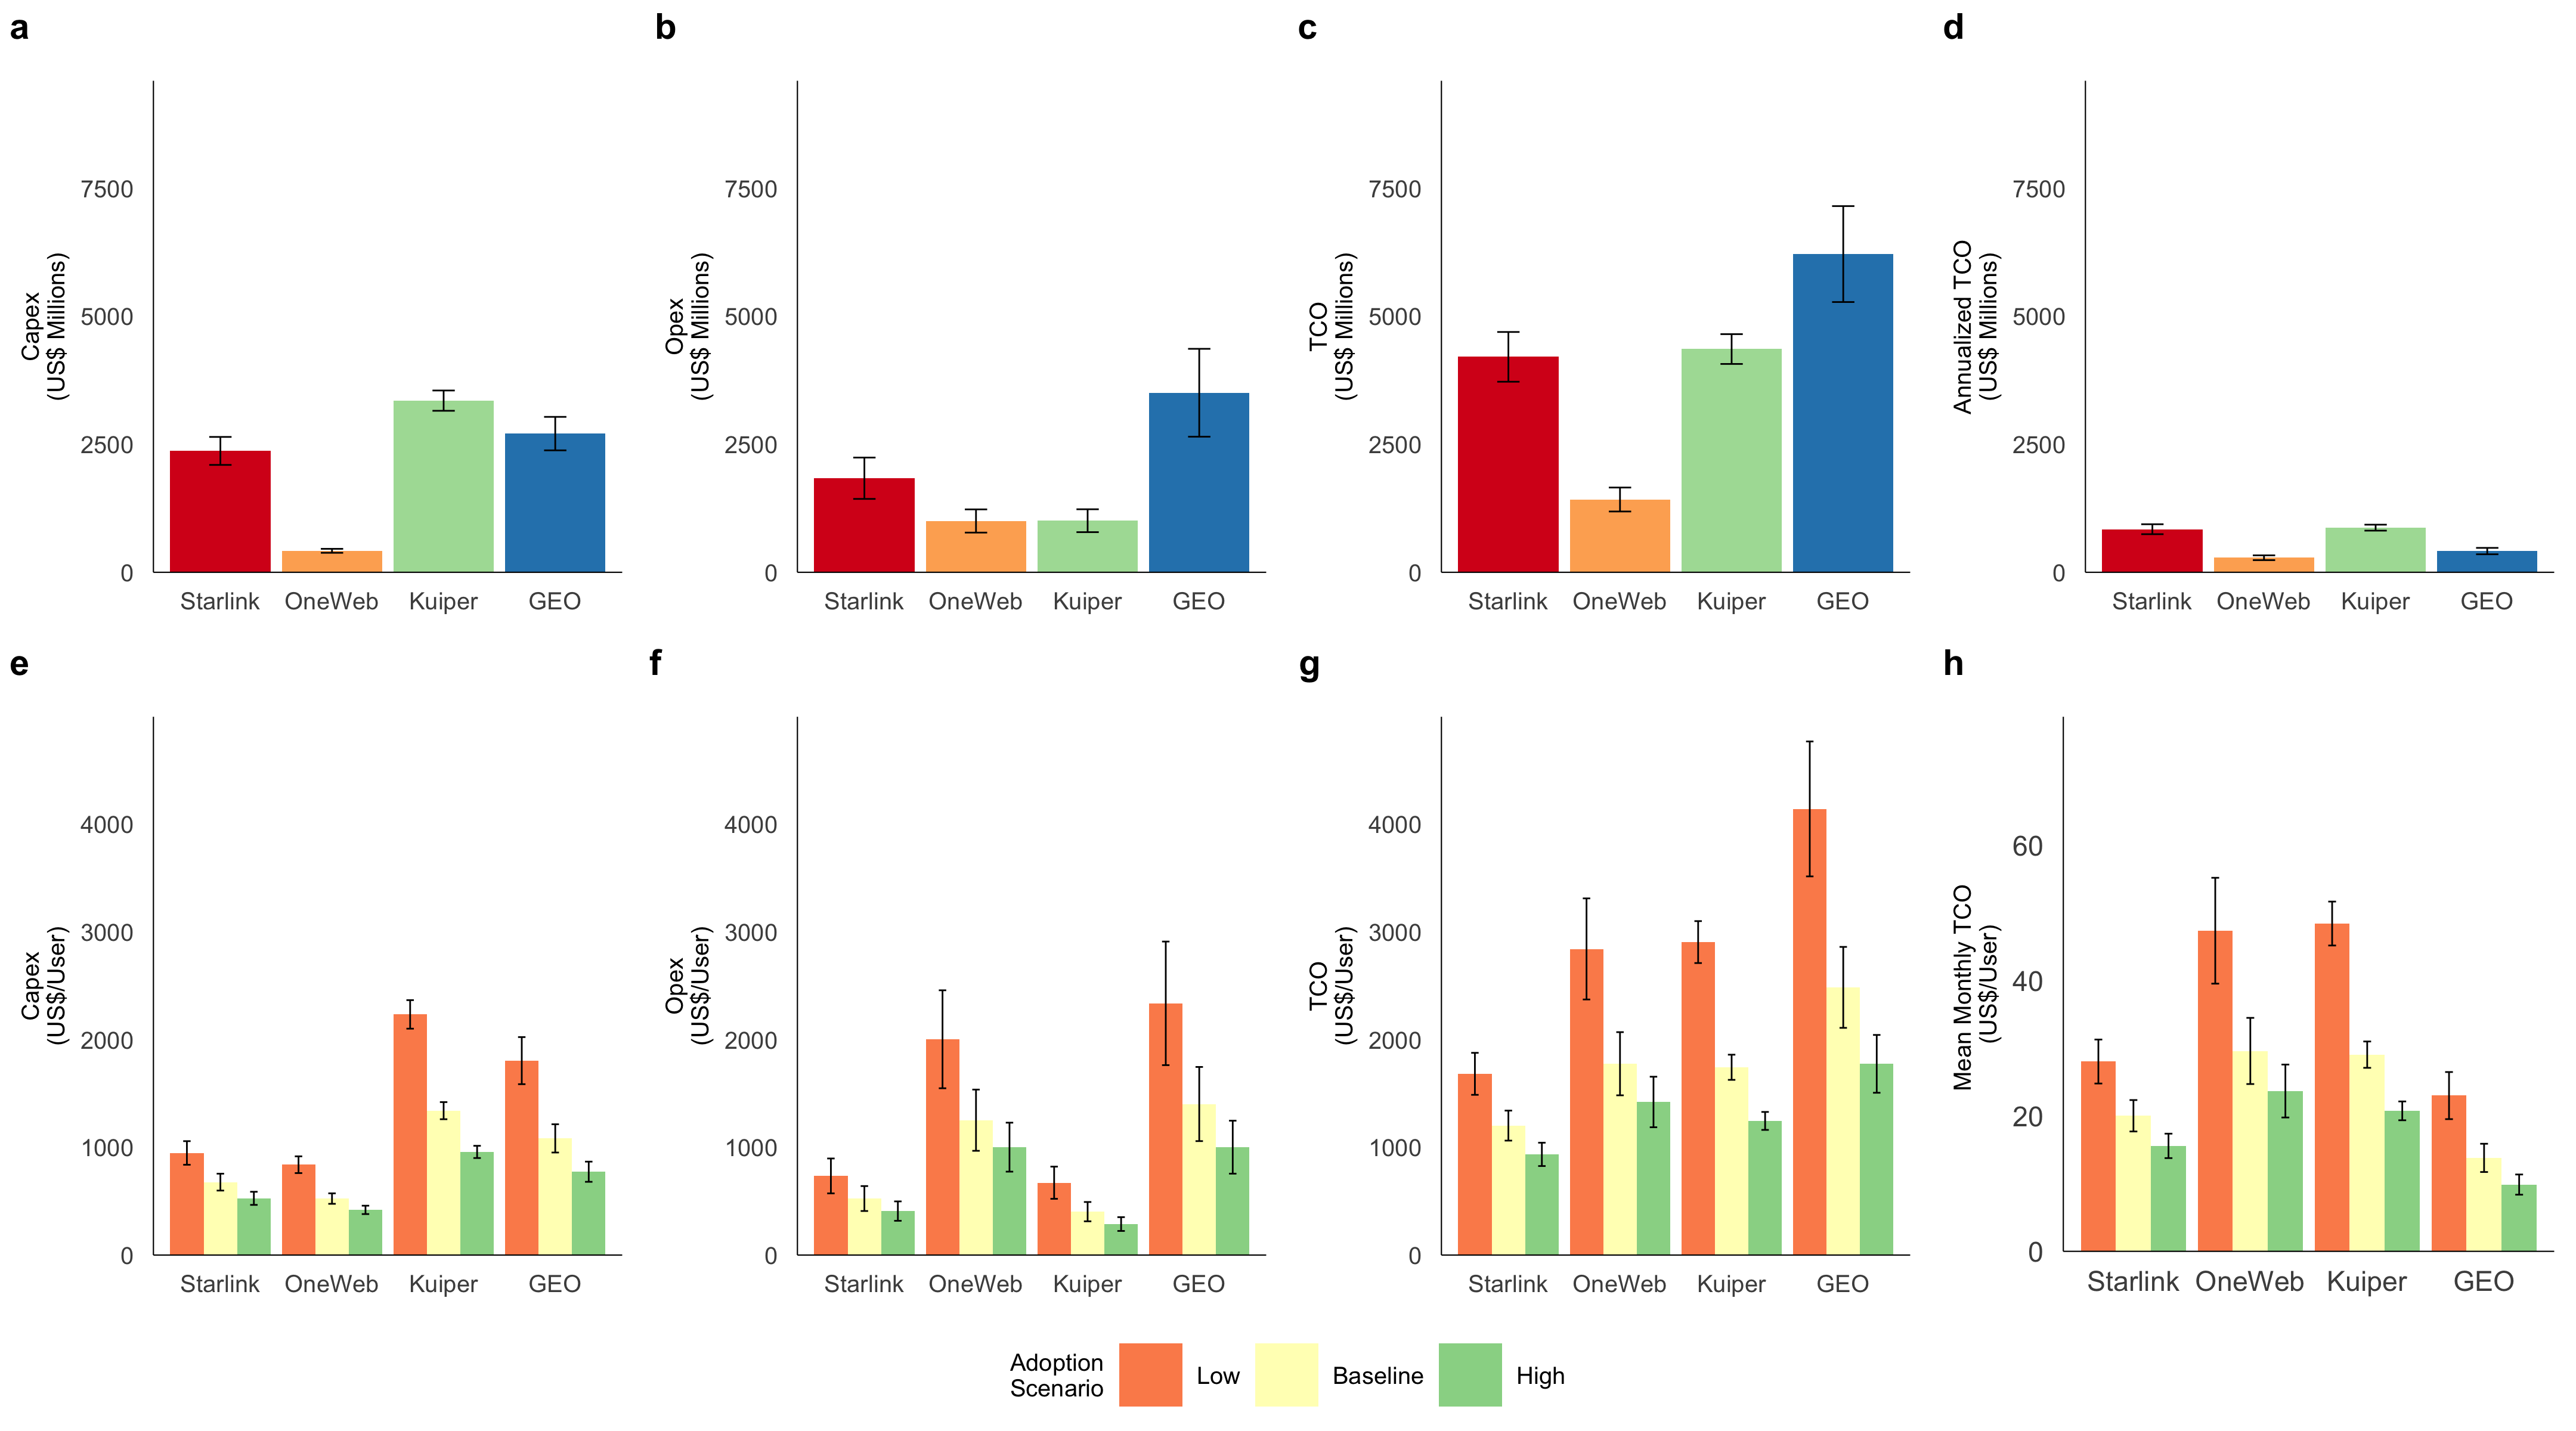 a
b
c
d
Capex
(US$ Millions)
7500
5000
2500
0
Starlink OneWeb Kuiper GEO
Opex
(US$ Millions)
7500
5000
2500
0
Starlink OneWeb Kuiper GEO
TCO
(US$ Millions)
7500
5000
2500
0
Starlink OneWeb Kuiper GEO
Annualized TCO
(US$ Millions)
7500
5000
2500
0
Starlink OneWeb Kuiper GEO
e
f
g
h
Capex
(US$/User)
4000
3000
2000
1000
0
Starlink OneWeb Kuiper GEO
Opex
(US$/User)
4000
3000
2000
1000
0
Starlink OneWeb Kuiper GEO
TCO
(US$/User)
4000
3000
2000
1000
0
Starlink OneWeb Kuiper GEO
Mean Monthly TCO
(US$/User)
60
40
20
0
Starlink OneWeb Kuiper GEO
Adoption
Scenario
Low Baseline High